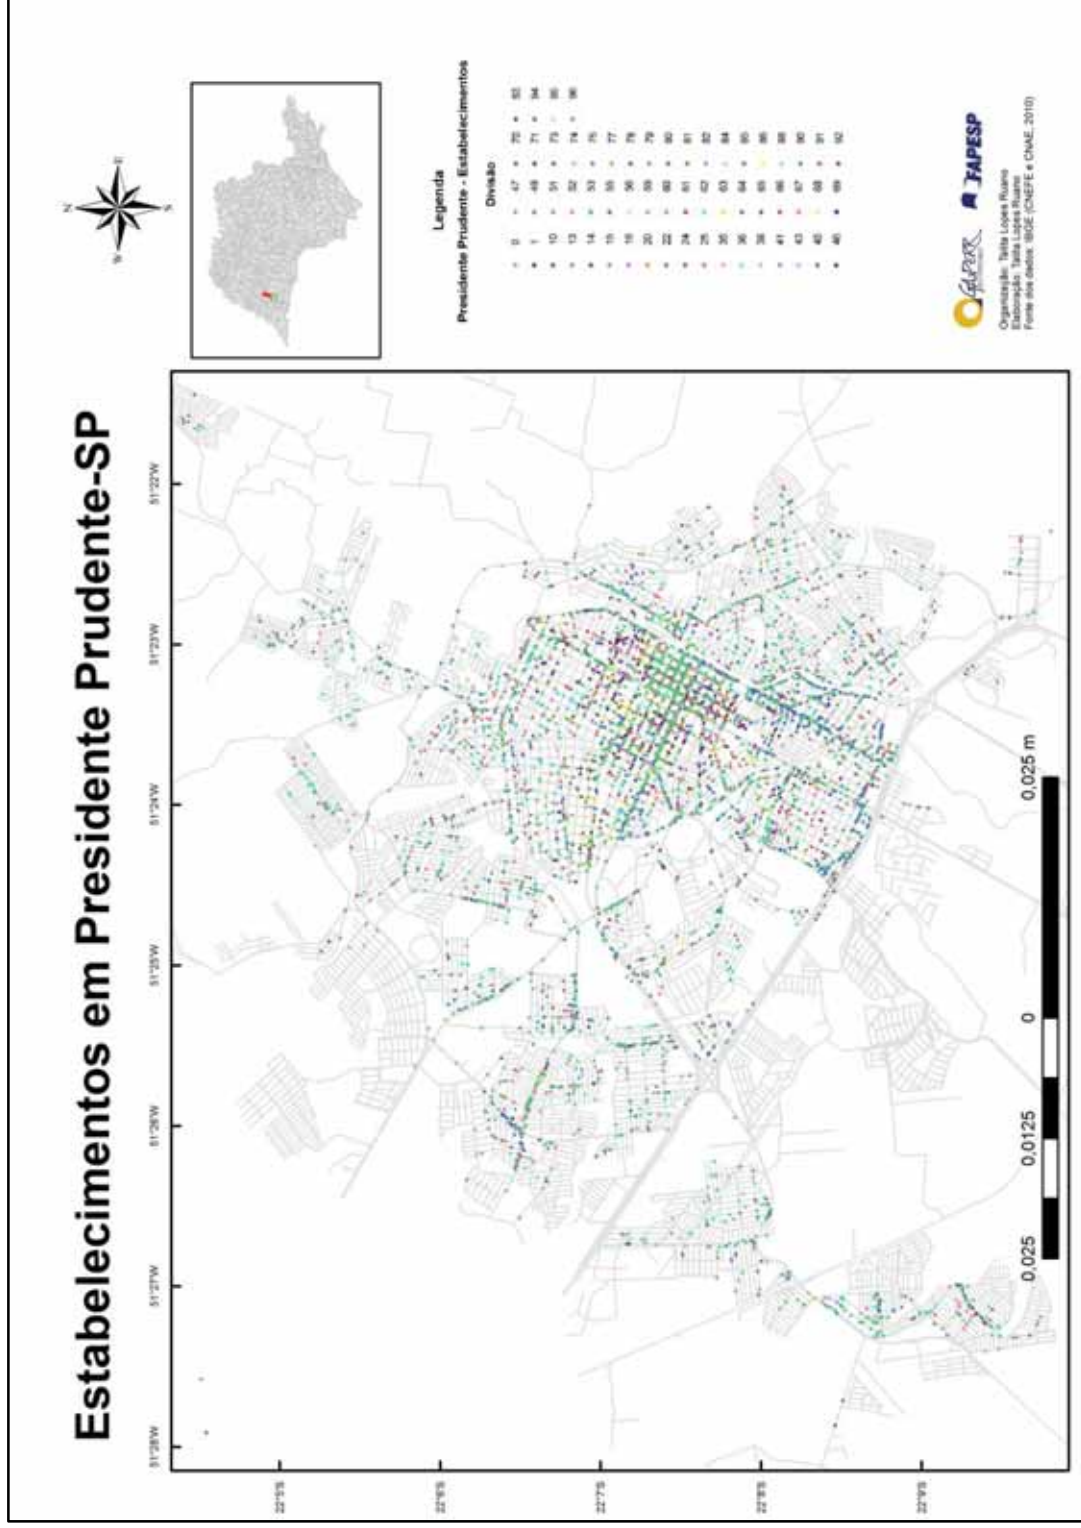 Estabelecimentos em Presidente Prudente-SP
51°28'W 51°27'W 51°26'W 51°25'W 51°24'W 51°23'W 51°22'W
22°5'S
22°6'S
22°7'S
22°8'S
22°9'S
0,025 0,0125 0 0,025 m
N
W E
S
Legenda
Presidente Prudente - Estabelecimentos
Divisão
0 47 70 93
1 49 71 94
10 51 73 95
13 52 74 96
14 53 75
15 55 77
18 56 78
20 59 79
22 60 80
24 61 81
25 62 82
63 84
64 85
38 65 86
41 66 88
43 90
45 68 91
46 69 92
GAsPERR
FAPESP
Organização: Talita Lopes Ruano
Elaboração: Talita Lopes Ruano
Fonte dos dados: IBGE (CNEFE e CNAE, 2010)